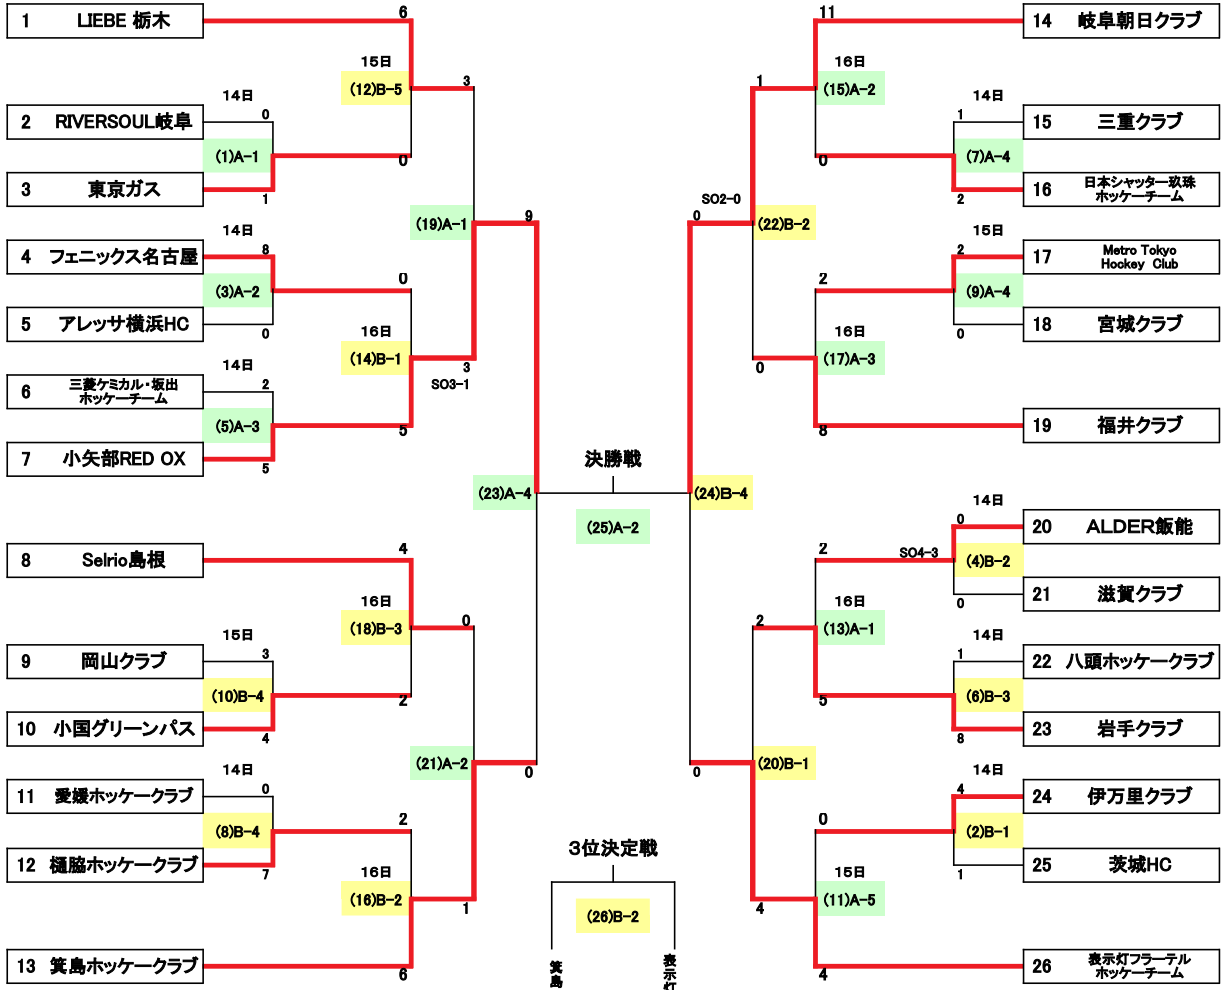 1 LIEBE 栃木
6
15日
(12)B-5
3
14日
2 RIVERSOUL岐阜
0
(1)A-1
0
3 東京ガス
1
(19)A-1
9
14日
4 フェニックス名古屋
8
(3)A-2
0
5 アレッサ横浜HC
0
16日
(14)B-1
3
SO3-1
14日
6 三菱ケミカル・坂出
ホッケーチーム
2
(5)A-3
5
7 小矢部RED OX
5
(23)A-4
8 Selrio島根
4
16日
(18)B-3
0
15日
9 岡山クラブ
3
(10)B-4
2
10 小国グリーンパス
4
(21)A-2
0
14日
11 愛媛ホッケークラブ
0
(8)B-4
2
12 樋脇ホッケークラブ
7
16日
(16)B-2
1
13 箕島ホッケークラブ
6
決勝戦
(25)A-2
3位決定戦
(26)B-2
箕島
表示灯
11
14 岐阜朝日クラブ
16日
(15)A-2
1
14日
1
15 三重クラブ
(7)A-4
0
2
16 日本シャッター玖珠
ホッケーチーム
SO2-0
0
(22)B-2
15日
2
17 Metro Tokyo
Hockey Club
2
(9)A-4
0
18 宮城クラブ
16日
(17)A-3
0
8
19 福井クラブ
(24)B-4
14日
0
20 ALDER飯能
2
SO4-3
(4)B-2
0
21 滋賀クラブ
16日
(13)A-1
2
14日
1
22 八頭ホッケークラブ
(6)B-3
5
8
23 岩手クラブ
(20)B-1
0
14日
4
24 伊万里クラブ
0
(2)B-1
1
25 茨城HC
15日
(11)A-5
4
4
26 表示灯フラーテル
ホッケーチーム